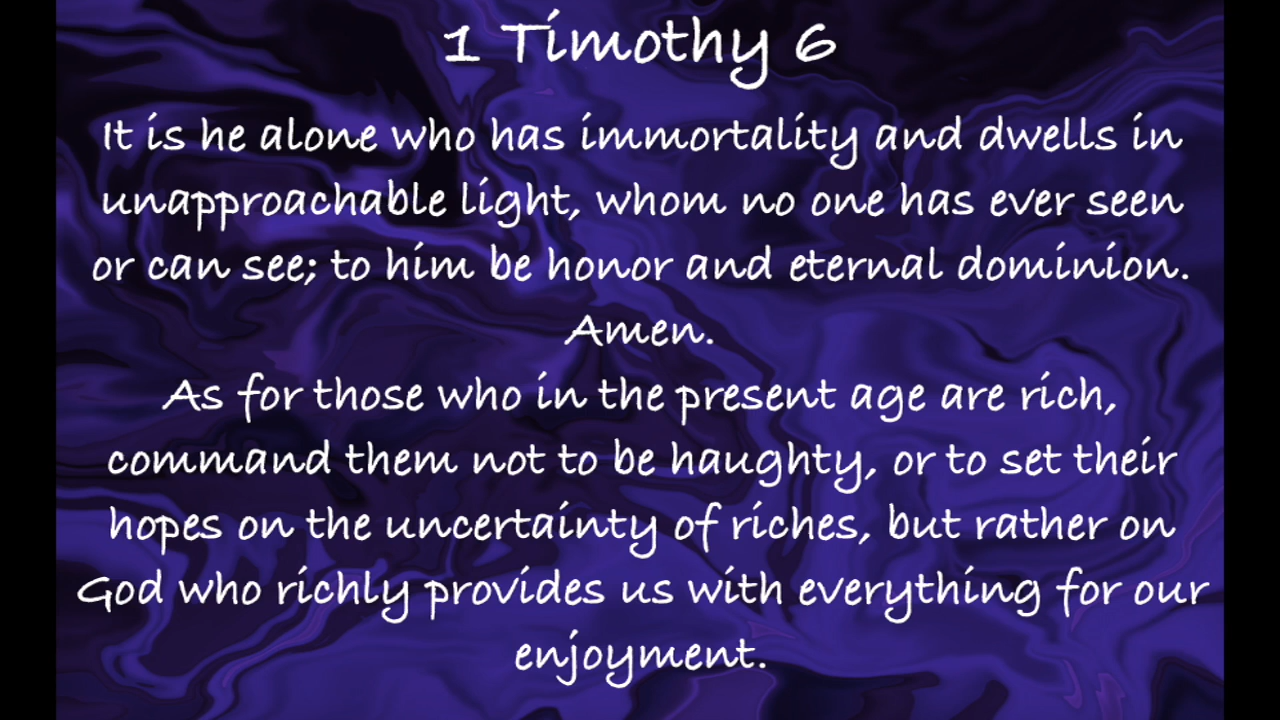 1 Timothy 6
It is he alone who has immortality and dwells in
unapproachable light, whom no one has ever seen
or can see; to him be honor and eternal dominion.
Amen.
As for those who in the present age are rich,
command them not to be haughty, or to set their
hopes on the uncertainty of riches, but rather on
God who richly provides us with everything for our
enjoyment.